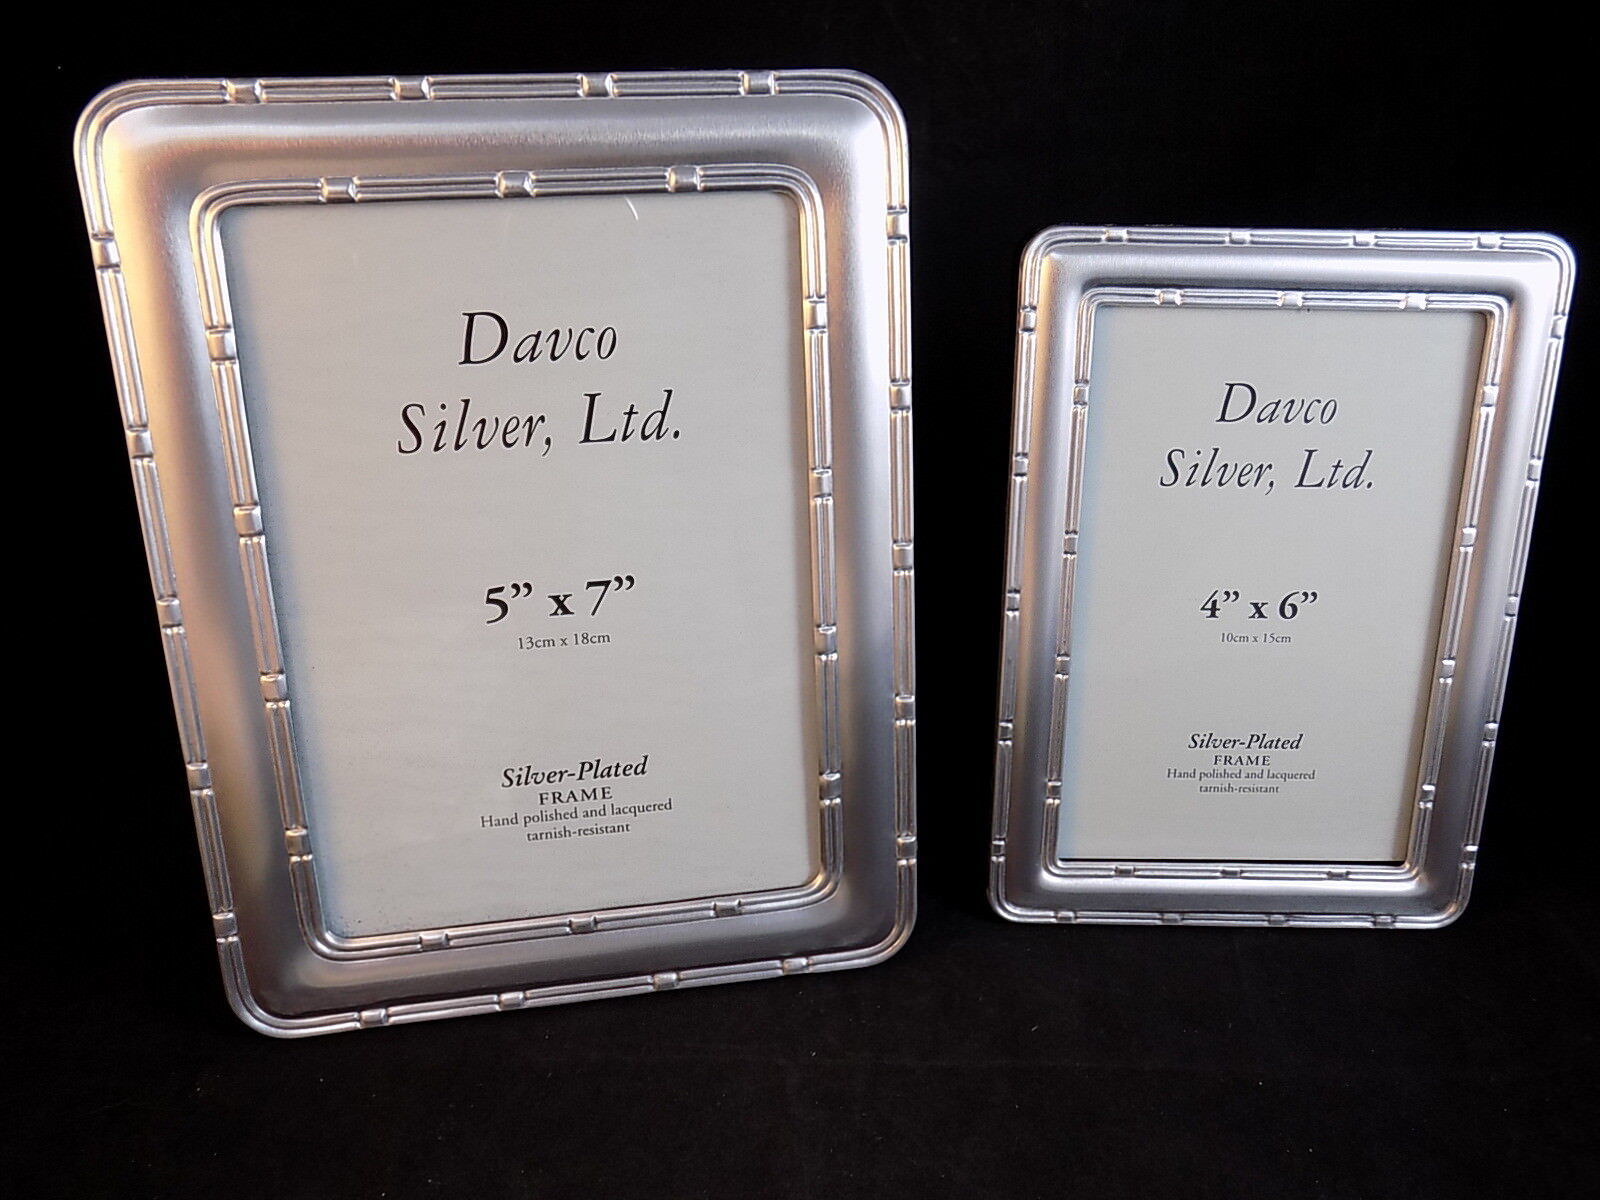 Davco
Silver, Ltd.
5” x 7”
13cm x 18cm
Silver-Plated
FRAME
Hand polished and lacquered
tarnish-resistant
Davco
Silver, Ltd.
4” x 6”
10cm x 15cm
Silver-Plated
FRAME
Hand polished and lacquered
tarnish-resistant